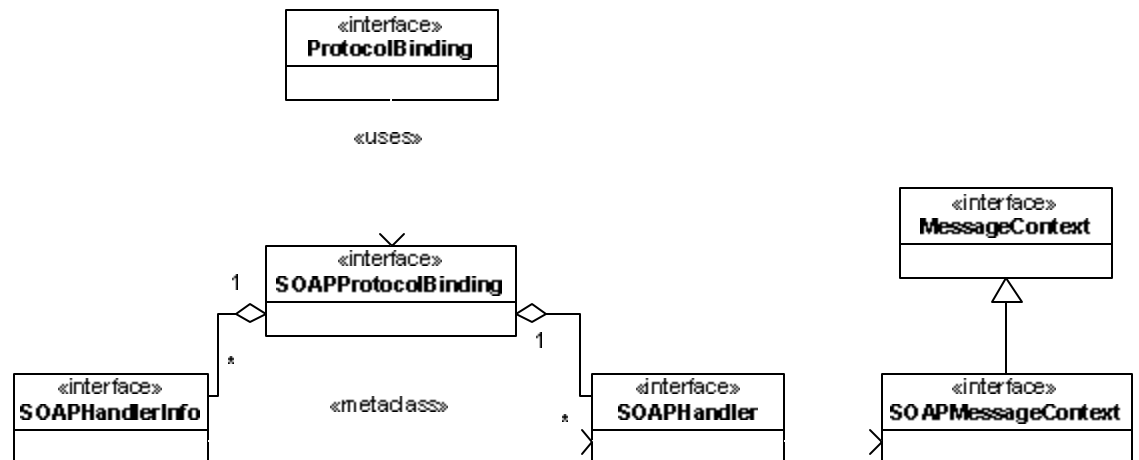 «interface»
ProtocolBinding
«uses»
«interface»
MessageContext
«interface»
SOAPProtocolBinding
1
1
*
«interface»
SOAPHandlerInfo
«metaclass»
*
«interface»
SOAPHandler
«interface»
SOAPMessageContext